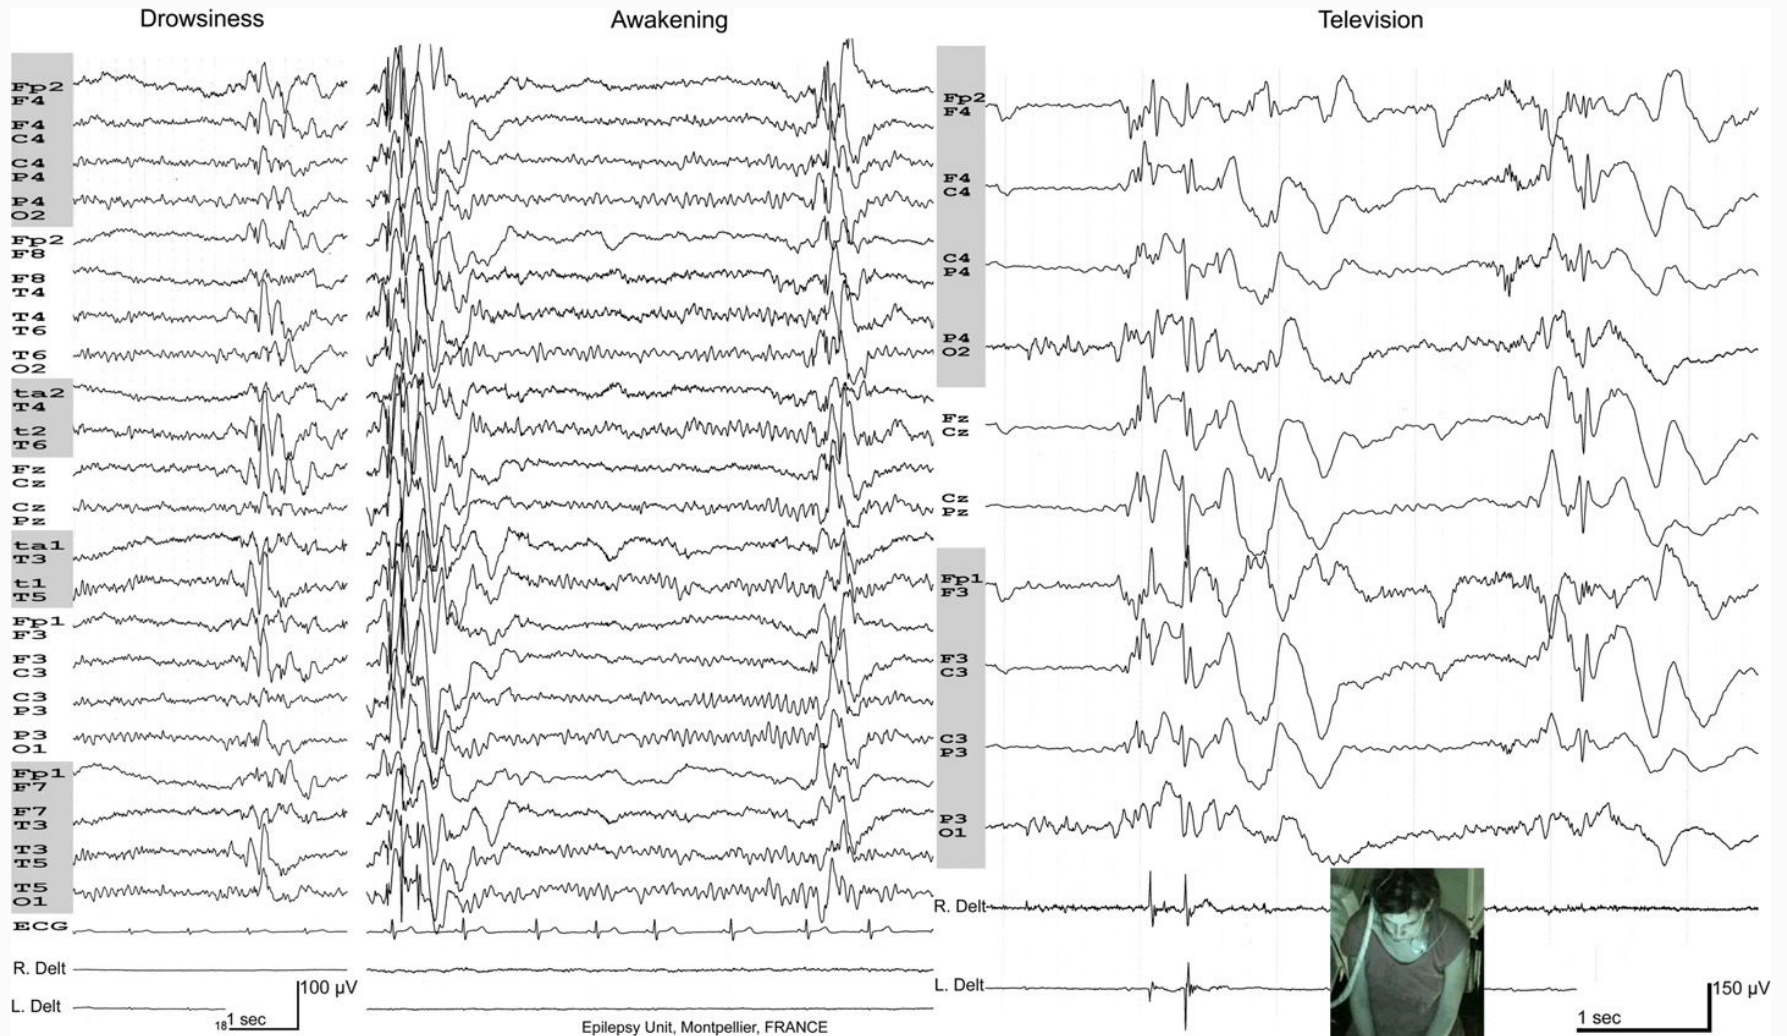 Drowsiness
Awakening
Television
Fp2
F4
F4
C4
C4
P4
P4
O2
Fp2
F8
F8
T4
T4
T6
T6
O2
ta2
T4
t2
T6
Fz
Cz
Cz
Pz
ta1
T3
t1
T5
Fp1
F3
F3
C3
C3
P3
P3
O1
Fp1
F7
F7
T3
T3
T5
T5
O1
ECG
R. Delt
L. Delt
18
1 sec
100 µV
Epilepsy Unit, Montpellier, FRANCE
Fp2
F4
F4
C4
C4
P4
P4
O2
Fz
Cz
Cz
Pz
Fp1
F3
F3
C3
C3
P3
P3
O1
R. Delt
L. Delt
1 sec
150 µV